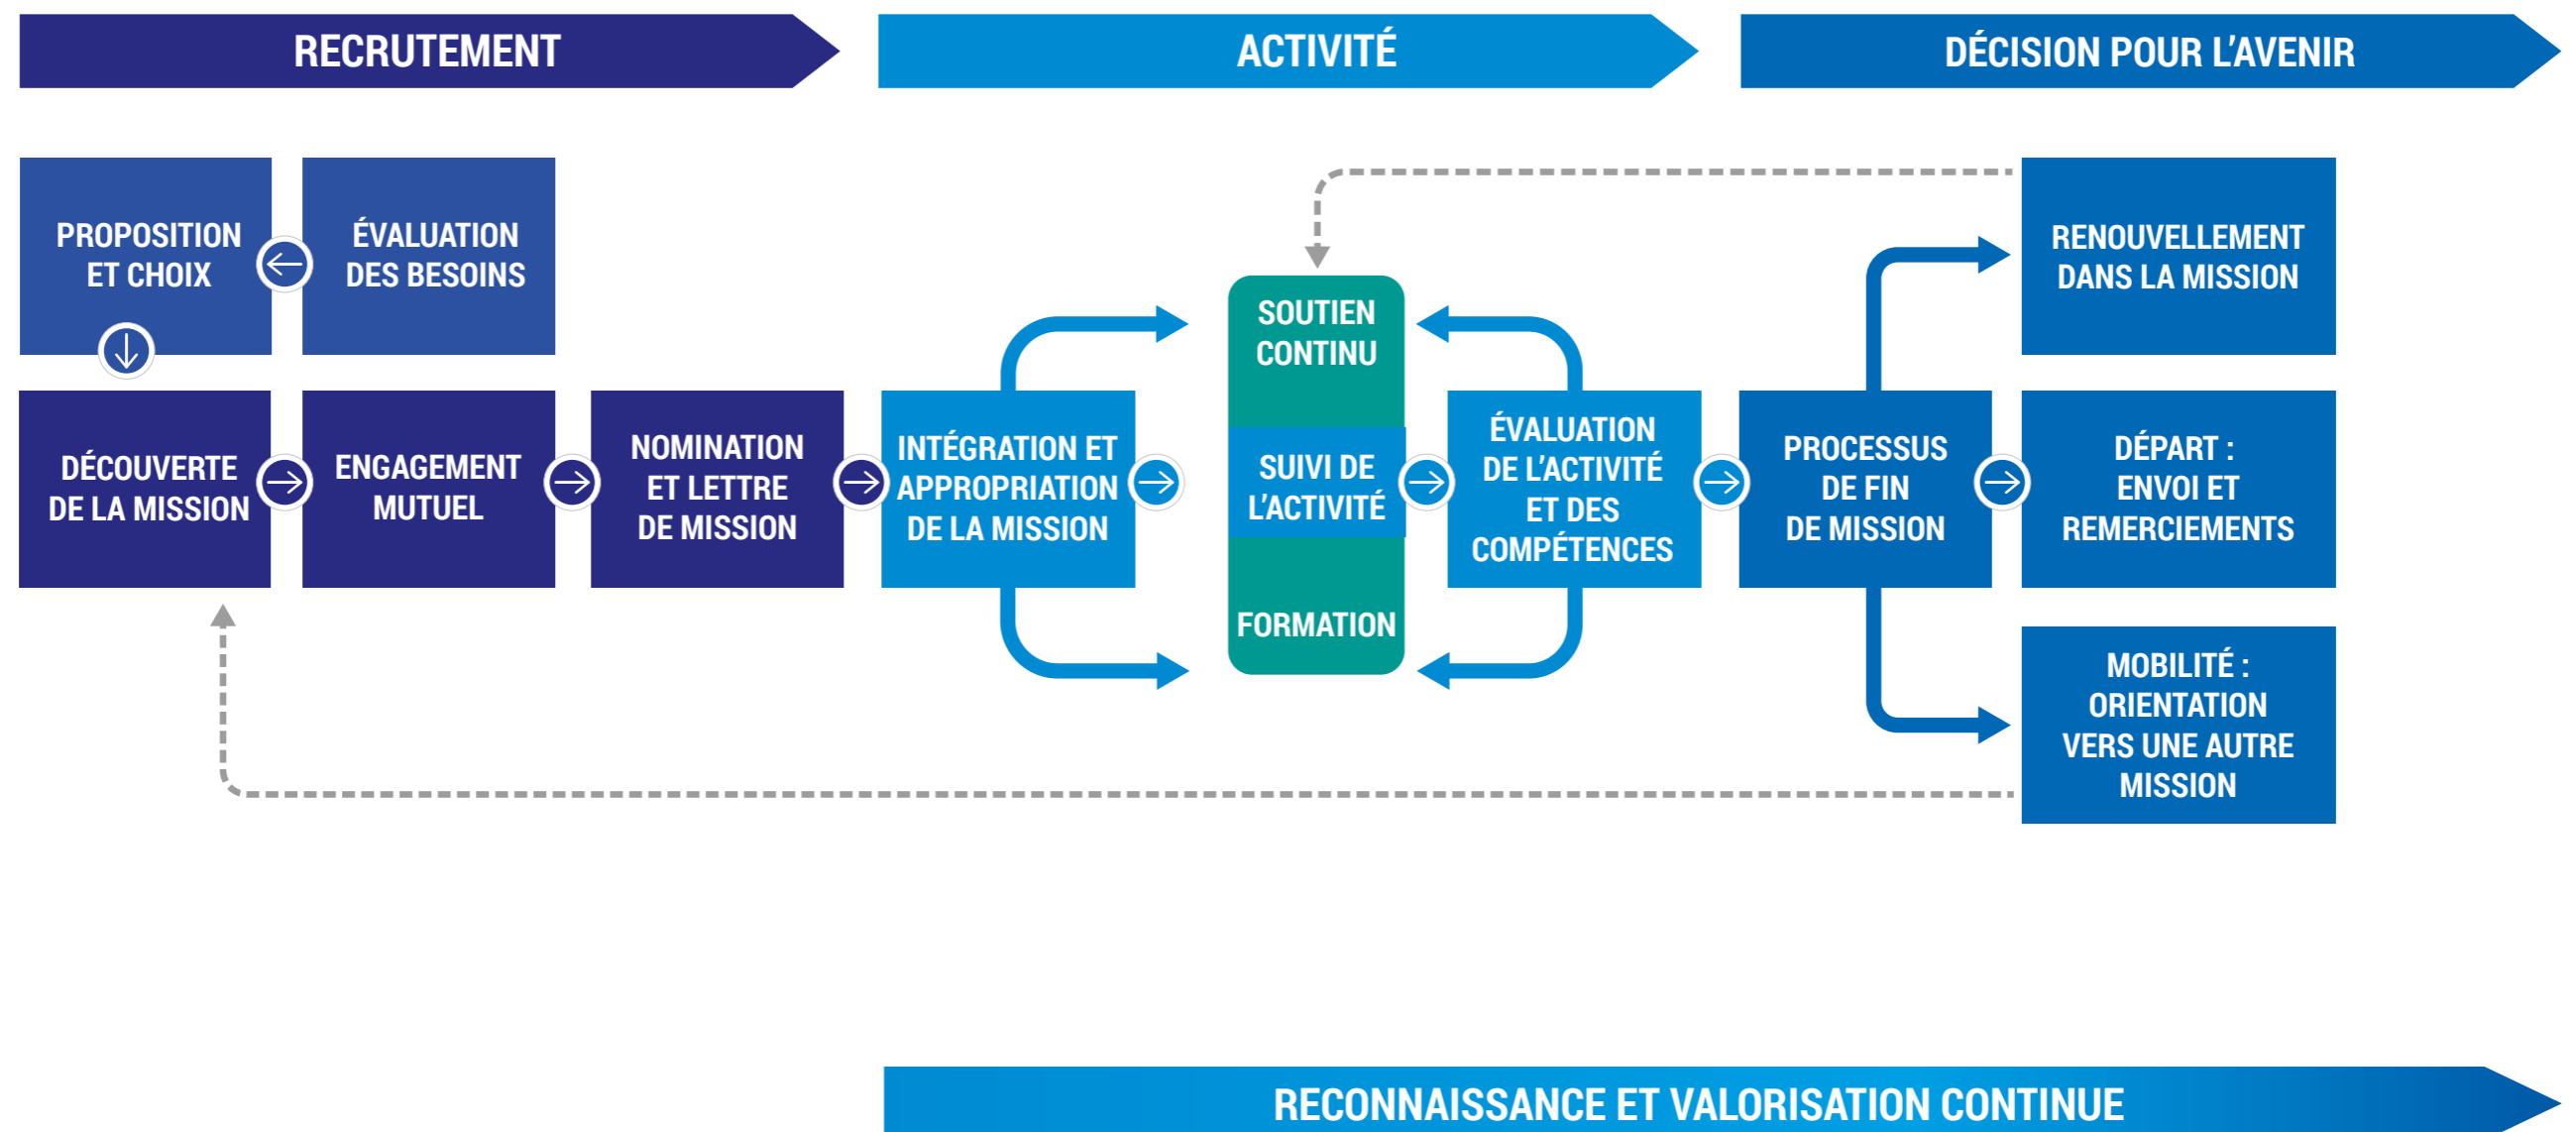 RECRUTEMENT
ACTIVITÉ
DÉCISION POUR L'AVENIR
PROPOSITION
ET CHOIX
ÉVALUATION
DES BESOINS
DÉCOUVERTE
DE LA MISSION
ENGAGEMENT
MUTUEL
NOMINATION
ET LETTRE
DE MISSION
INTÉGRATION ET
APPROPRIATION
DE LA MISSION
SOUTIEN
CONTINU
SUIVI DE
L'ACTIVITÉ
FORMATION
ÉVALUATION
DE L'ACTIVITÉ
ET DES
COMPÉTENCES
PROCESSUS
DE FIN
DE MISSION
RENOUVELLEMENT
DANS LA MISSION
DÉPART :
ENVOI ET
REMERCIEMENTS
MOBILITÉ :
ORIENTATION
VERS UNE AUTRE
MISSION
RECONNAISSANCE ET VALORISATION CONTINUE